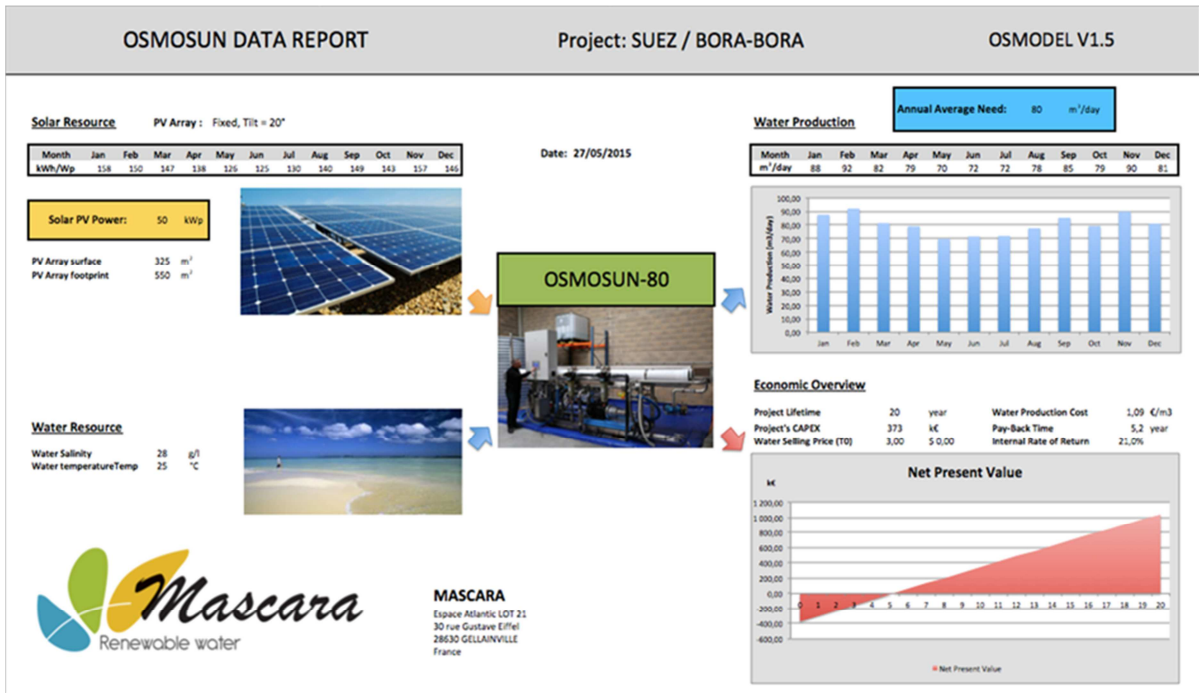 OSMOSUN DATA REPORT
Project: SUEZ / BORA-BORA
OSMODEL V1.5
Solar Resource
PV Array : Fixed, Tilt = 20°
Month Jan Feb Mar Apr May Jun Jul Aug Sep Oct Nov Dec
kWh/Wp 158 150 147 138 126 125 130 140 149 143 157 146
Solar PV Power: 50 kWp
PV Array surface 325 m²
PV Array footprint 550 m²
Date: 27/05/2015
Annual Average Need: 80 m³/day
Water Production
Month Jan Feb Mar Apr May Jun Jul Aug Sep Oct Nov Dec
m³/day 88 92 82 79 70 72 72 78 85 79 90 81
Water Production (m3/day)
100,00
90,00
80,00
70,00
60,00
50,00
40,00
30,00
20,00
10,00
0,00
Jan Feb Mar Apr May Jun Jul Aug Sep Oct Nov Dec
OSMOSUN-80
Water Resource
Water Salinity 28 g/l
Water temperatureTemp 25 °C
Economic Overview
Project Lifetime 20 year Water Production Cost 1,09 €/m3
Project's CAPEX 373 k€ Pay-Back Time 5,2 year
Water Selling Price (T0) 3,00 $ 0,00 Internal Rate of Return 21,0%
Net Present Value
k€
1 200,00
1 000,00
800,00
600,00
400,00
200,00
0,00
-200,00
-400,00
-600,00
0 1 2 3 4 5 6 7 8 9 10 11 12 13 14 15 16 17 18 19 20
Net Present Value
Mascara
Renewable water
MASCARA
Espace Atlantic LOT 21
30 rue Gustave Eiffel
28630 GELLAINVILLE
France